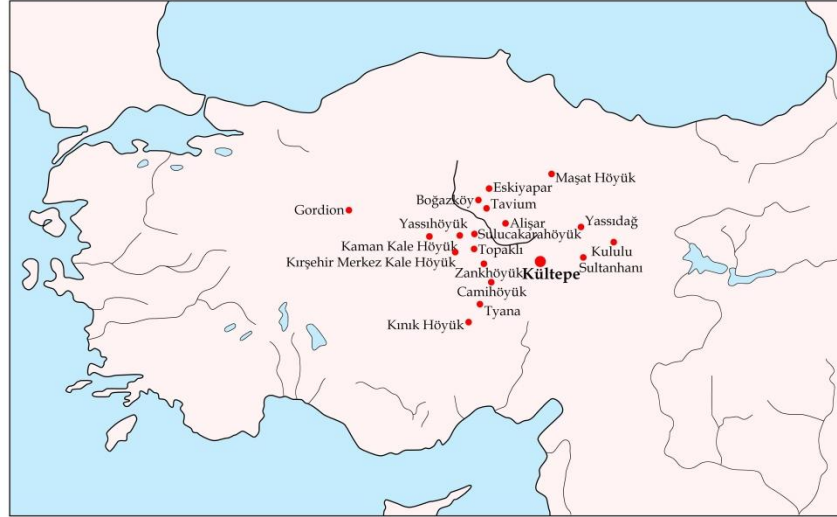 Maşat Höyük
Eskiyapar
Boğazköy
Tavium
Gordion
Alişar
Yassıdağ
Yassıhöyük
Sulucakarahöyük
Kaman Kale Höyük
Topaklı
Kululu
Kırşehir Merkez Kale Höyük
Sultanhanı
Zankhöyük
Kültepe
Camihöyük
Tyana
Kınık Höyük